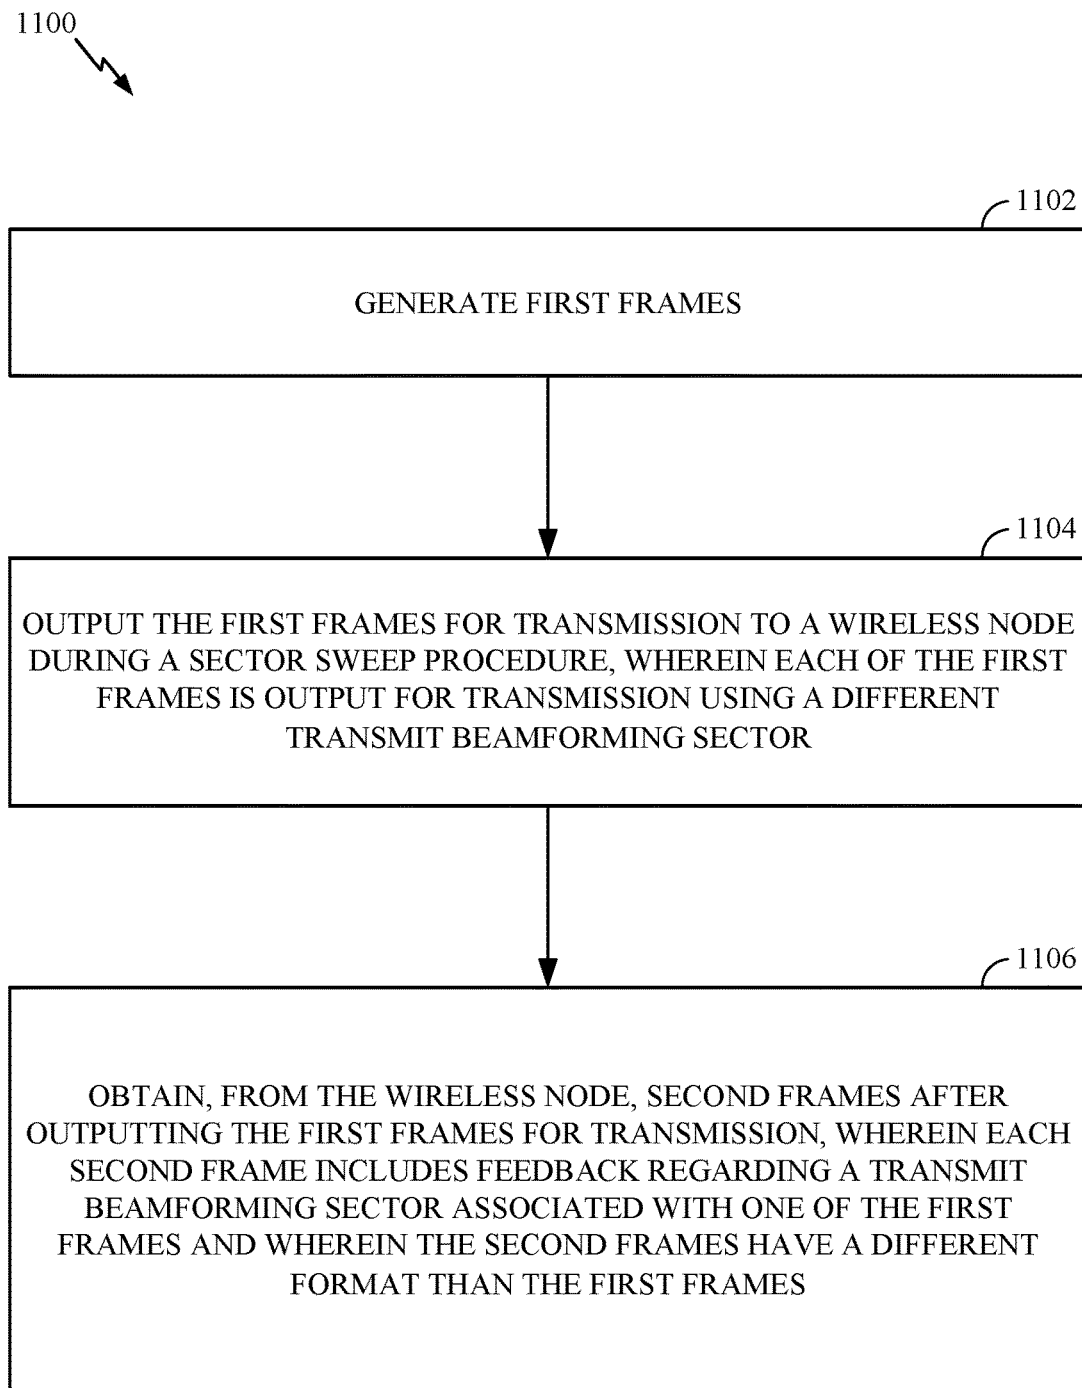 1100
1102
GENERATE FIRST FRAMES
1104
OUTPUT THE FIRST FRAMES FOR TRANSMISSION TO A WIRELESS NODE
DURING A SECTOR SWEEP PROCEDURE, WHEREIN EACH OF THE FIRST
FRAMES IS OUTPUT FOR TRANSMISSION USING A DIFFERENT
TRANSMIT BEAMFORMING SECTOR
1106
OBTAIN, FROM THE WIRELESS NODE, SECOND FRAMES AFTER
OUTPUTTING THE FIRST FRAMES FOR TRANSMISSION, WHEREIN EACH
SECOND FRAME INCLUDES FEEDBACK REGARDING A TRANSMIT
BEAMFORMING SECTOR ASSOCIATED WITH ONE OF THE FIRST
FRAMES AND WHEREIN THE SECOND FRAMES HAVE A DIFFERENT
FORMAT THAN THE FIRST FRAMES